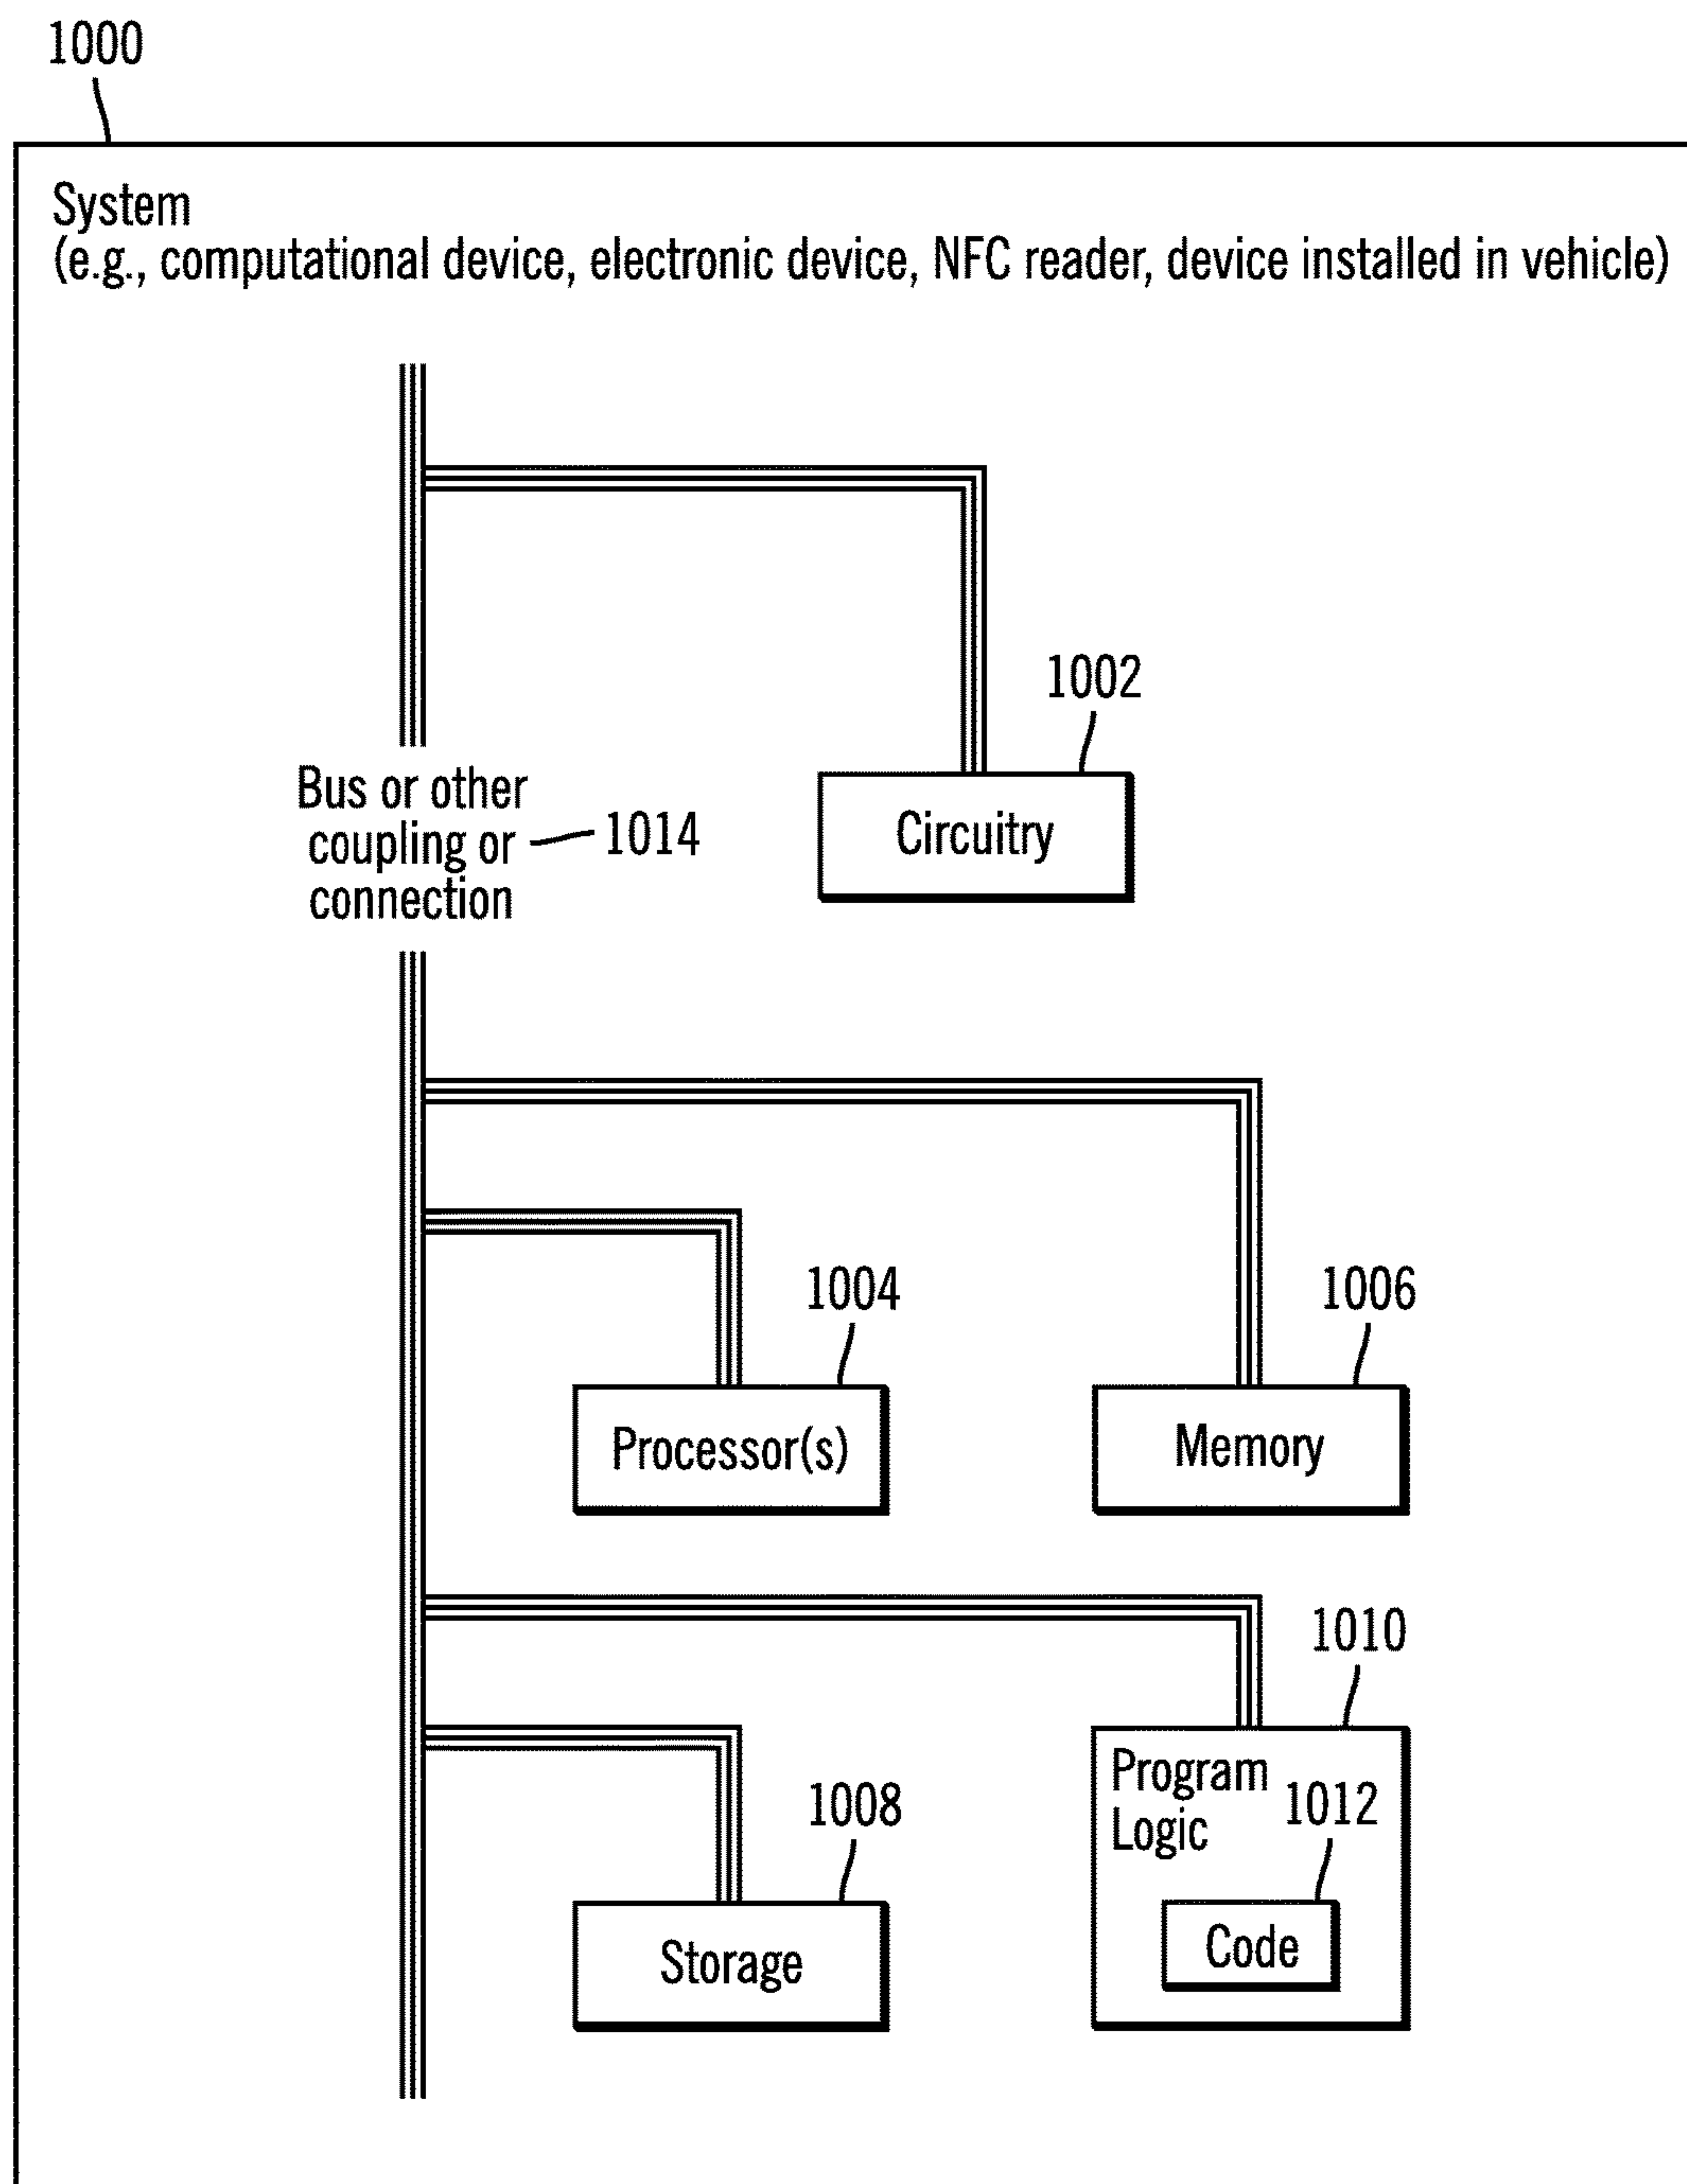 1000
System
(e.g., computational device, electronic device, NFC reader, device installed in vehicle)
1002
Bus or other
coupling or
connection
1014
Circuitry
1004
1006
Processor(s)
Memory
1010
Program
Logic
1012
1008
Code
Storage